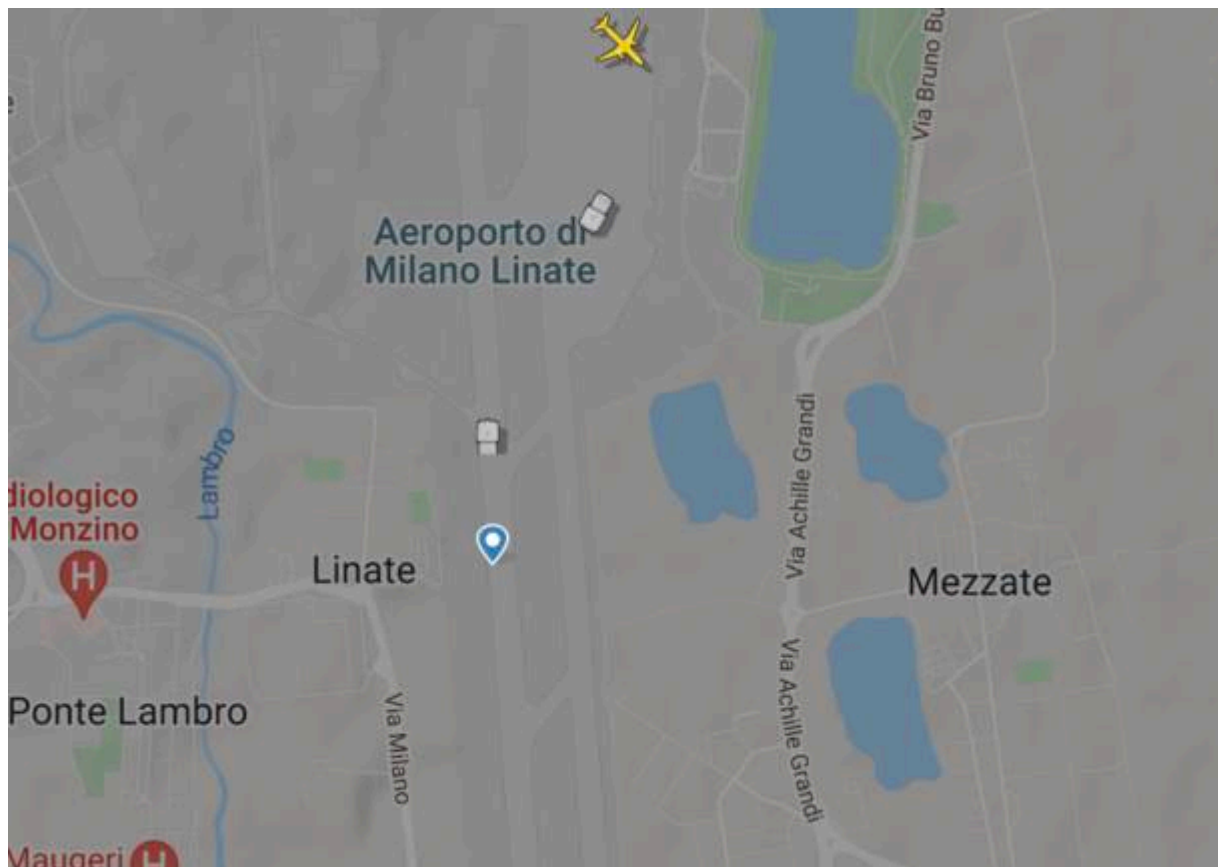 Via Bruno Bu
Aeroporto di
Milano Linate
Lambro
Via Achille Grandi
diologico
Monzino
H
Linate
Mezzate
Via Achille Grandi
Ponte Lambro
Via Milano
Maugeri
H